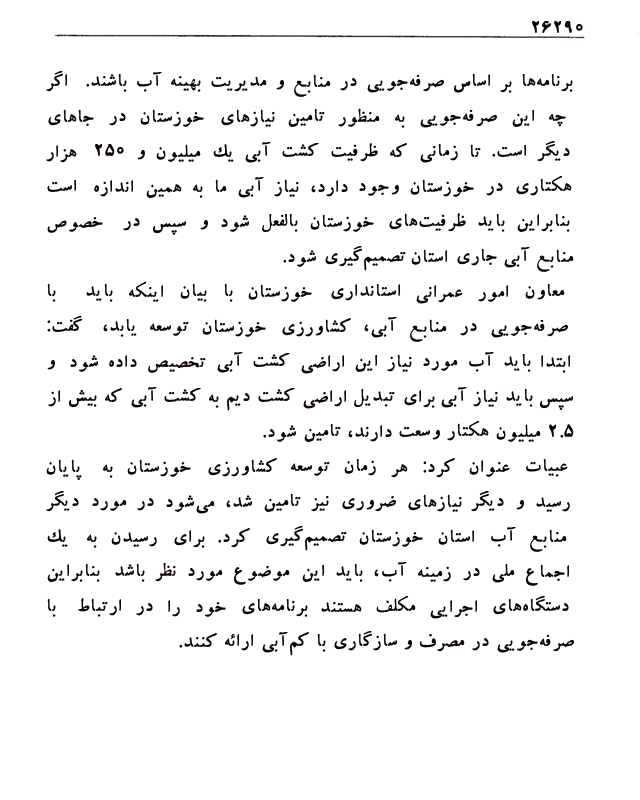 ۲۶۲۹۰
برنامه‌ها بر اساس صرفه‌جویی در منابع و مدیریت بهینه آب باشند. اگر
چه این صرفه‌جویی به منظور تامین نیازهای خوزستان در جاهای
دیگر است. تا زمانی که ظرفیت کشت آبی یك میلیون و ۲۵۰ هزار
هکتاری در خوزستان وجود دارد، نیاز آبی ما به همین اندازه است
بنابراین باید ظرفیت‌های خوزستان بالفعل شود و سپس در خصوص
منابع آبی جاری استان تصمیم‌گیری شود.
معاون امور عمرانی استانداری خوزستان با بیان اینکه باید با
صرفه‌جویی در منابع آبی، کشاورزی خوزستان توسعه یابد، گفت:
ابتدا باید آب مورد نیاز این اراضی کشت آبی تخصیص داده شود و
سپس باید نیاز آبی برای تبدیل اراضی کشت دیم به کشت آبی که بیش از
۲.۵ میلیون هکتار وسعت دارند، تامین شود.
عبیات عنوان کرد: هر زمان توسعه کشاورزی خوزستان به پایان
رسید و دیگر نیازهای ضروری نیز تامین شد، می‌شود در مورد دیگر
منابع آب استان خوزستان تصمیم‌گیری کرد. برای رسیدن به یك
اجماع ملی در زمینه آب، باید این موضوع مورد نظر باشد بنابراین
دستگاه‌های اجرایی مکلف هستند برنامه‌های خود را در ارتباط با
صرفه‌جویی در مصرف و سازگاری با کم‌آبی ارائه کنند.